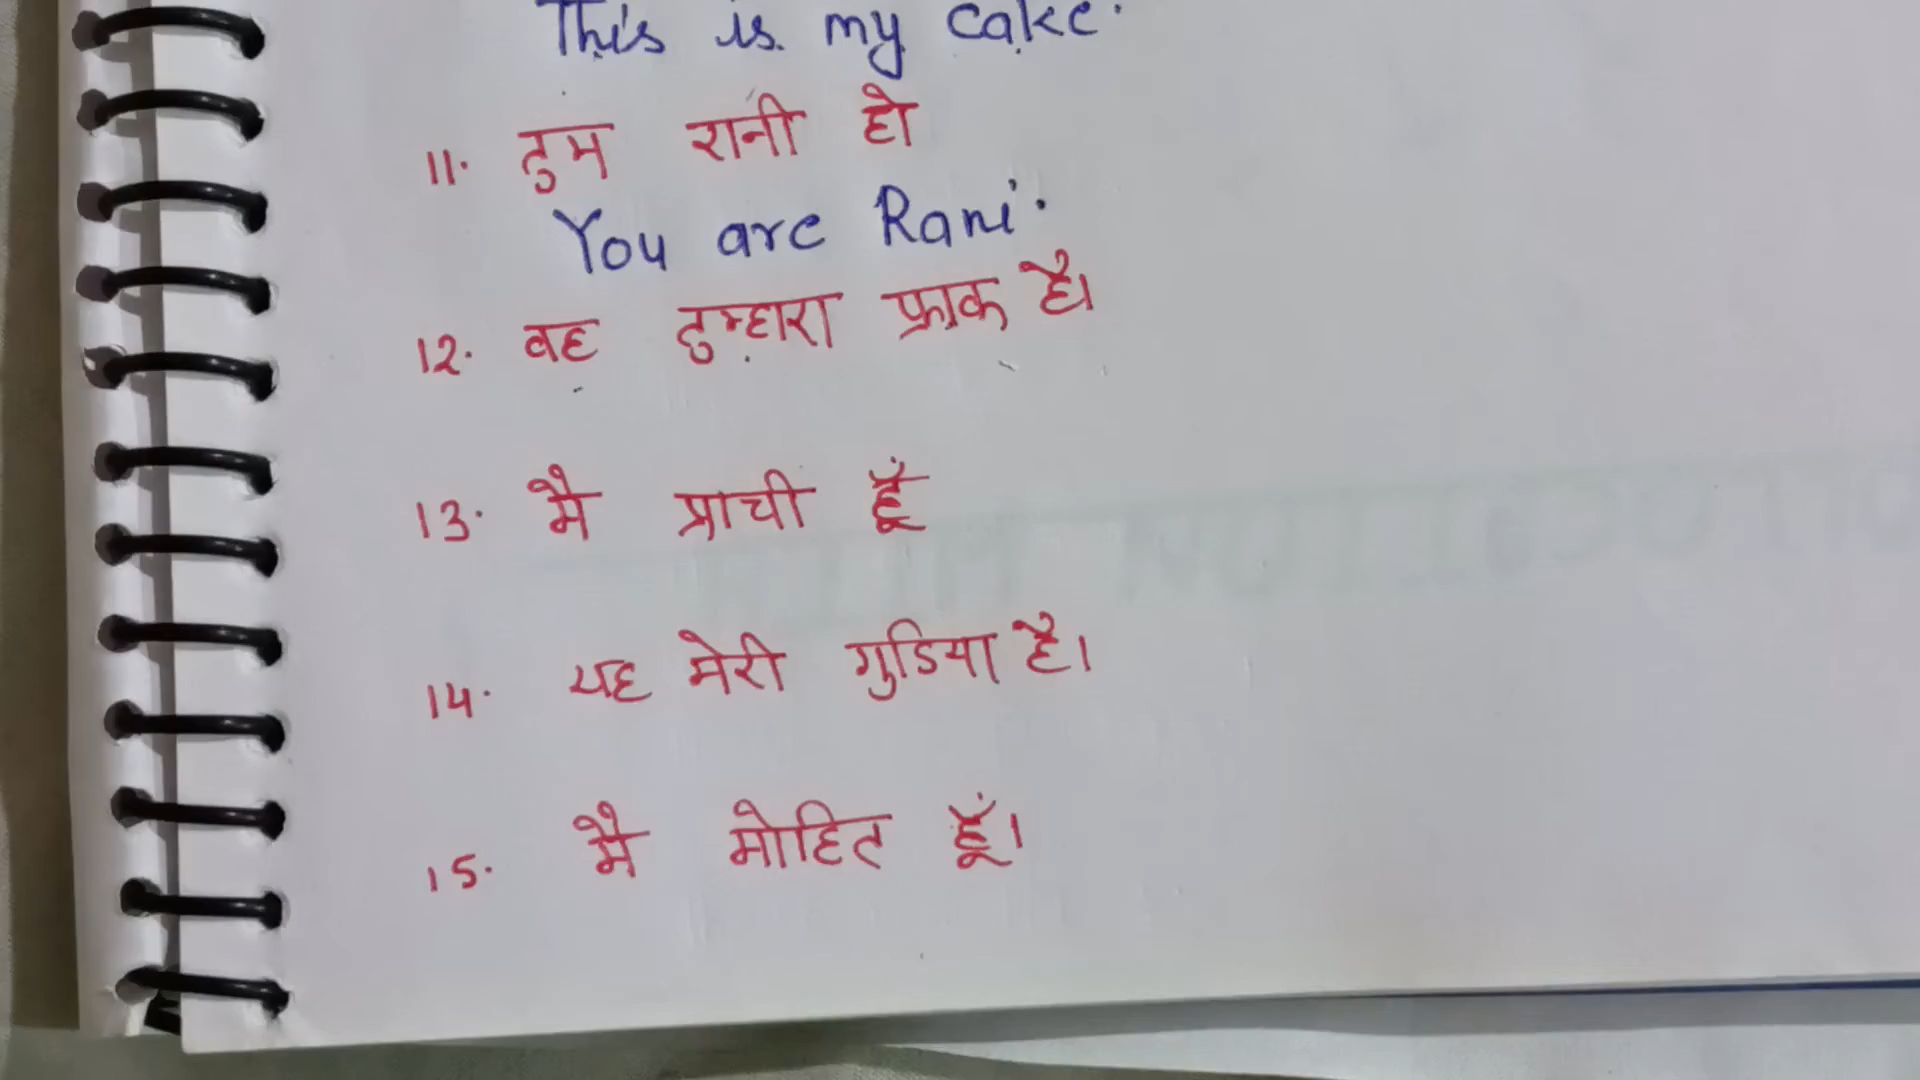 This is my cake.
11. तुम रानी हो
You are Rani.
12. वह तुम्हारा फ्राक है।
13. मै प्राची हूँ
14. यह मेरी गुडिया है।
15. मै मोहित हूँ।